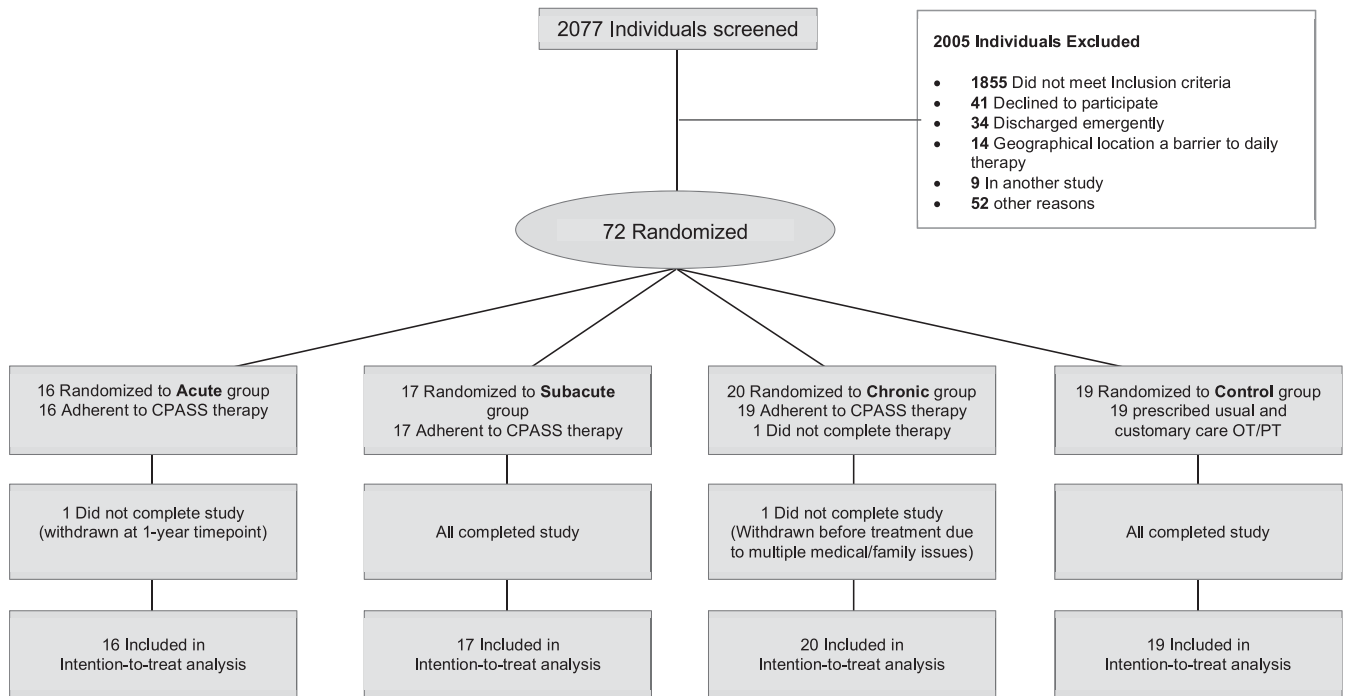 2077 Individuals screened
2005 Individuals Excluded
• 1855 Did not meet Inclusion criteria
• 41 Declined to participate
• 34 Discharged emergently
• 14 Geographical location a barrier to daily
therapy
• 9 In another study
• 52 other reasons
72 Randomized
16 Randomized to Acute group
16 Adherent to CPASS therapy
17 Randomized to Subacute
group
17 Adherent to CPASS therapy
20 Randomized to Chronic group
19 Adherent to CPASS therapy
1 Did not complete therapy
19 Randomized to Control group
19 prescribed usual and
customary care OT/PT
1 Did not complete study
(withdrawn at 1-year timepoint)
All completed study
1 Did not complete study
(Withdrawn before treatment due
to multiple medical/family issues)
All completed study
16 Included in
Intention-to-treat analysis
17 Included in
Intention-to-treat analysis
20 Included in
Intention-to-treat analysis
19 Included in
Intention-to-treat analysis